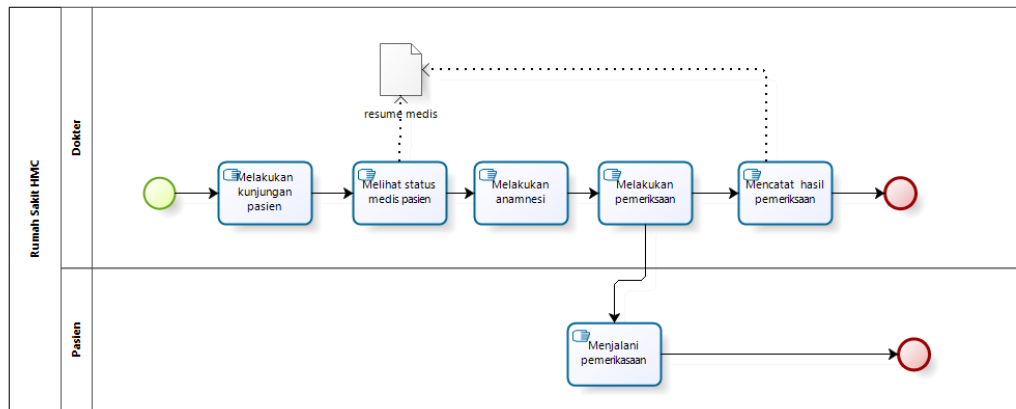 Rumah Sakit HMC
Dokter
resume medis
Melakukan
kunjungan
pasien
Melihat status
medis pasien
Melakukan
anamnesi
Melakukan
pemeriksaan
Mencatat hasil
pemeriksaan
Pasien
Menjalani
pemerikasaan